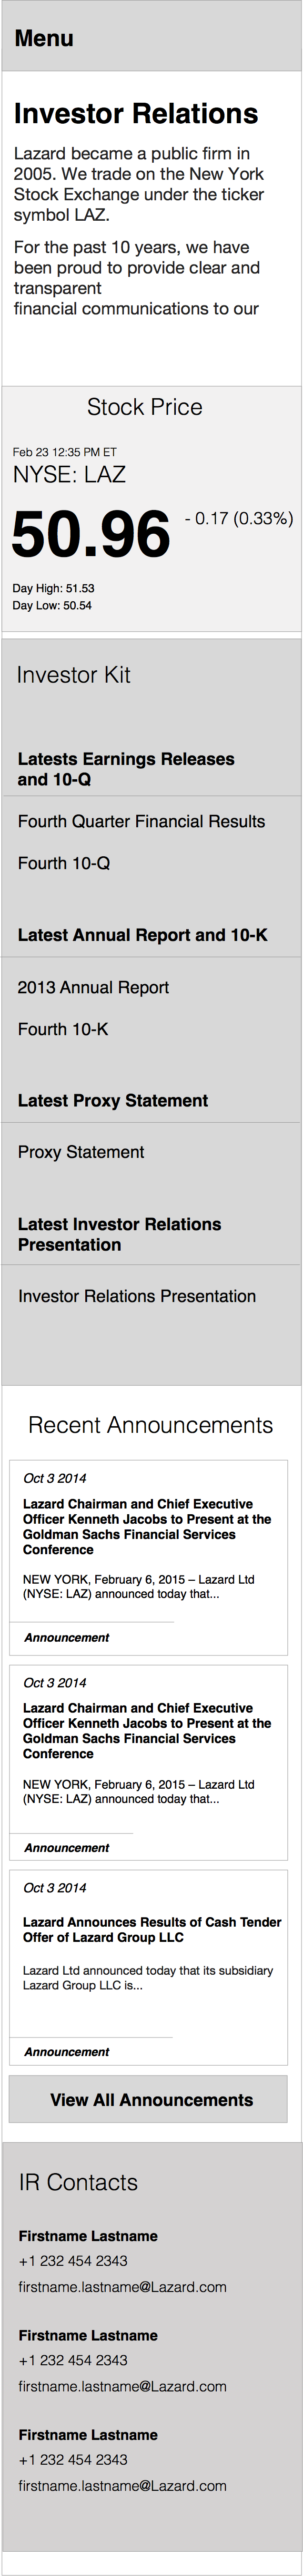 Menu
Investor Relations
Lazard became a public firm in
2005. We trade on the New York
Stock Exchange under the ticker
symbol LAZ.
For the past 10 years, we have
been proud to provide clear and
transparent
financial communications to our
Stock Price
Feb 23 12:35 PM ET
NYSE: LAZ
50.96 - 0.17 (0.33%)
Day High: 51.53
Day Low: 50.54
Investor Kit
Latests Earnings Releases
and 10-Q
Fourth Quarter Financial Results
Fourth 10-Q
Latest Annual Report and 10-K
2013 Annual Report
Fourth 10-K
Latest Proxy Statement
Proxy Statement
Latest Investor Relations
Presentation
Investor Relations Presentation
Recent Announcements
Oct 3 2014
Lazard Chairman and Chief Executive
Officer Kenneth Jacobs to Present at the
Goldman Sachs Financial Services
Conference
NEW YORK, February 6, 2015 – Lazard Ltd
(NYSE: LAZ) announced today that...
Announcement
Oct 3 2014
Lazard Chairman and Chief Executive
Officer Kenneth Jacobs to Present at the
Goldman Sachs Financial Services
Conference
NEW YORK, February 6, 2015 – Lazard Ltd
(NYSE: LAZ) announced today that...
Announcement
Oct 3 2014
Lazard Announces Results of Cash Tender
Offer of Lazard Group LLC
Lazard Ltd announced today that its subsidiary
Lazard Group LLC is...
Announcement
View All Announcements
IR Contacts
Firstname Lastname
+1 232 454 2343
firstname.lastname@Lazard.com
Firstname Lastname
+1 232 454 2343
firstname.lastname@Lazard.com
Firstname Lastname
+1 232 454 2343
firstname.lastname@Lazard.com